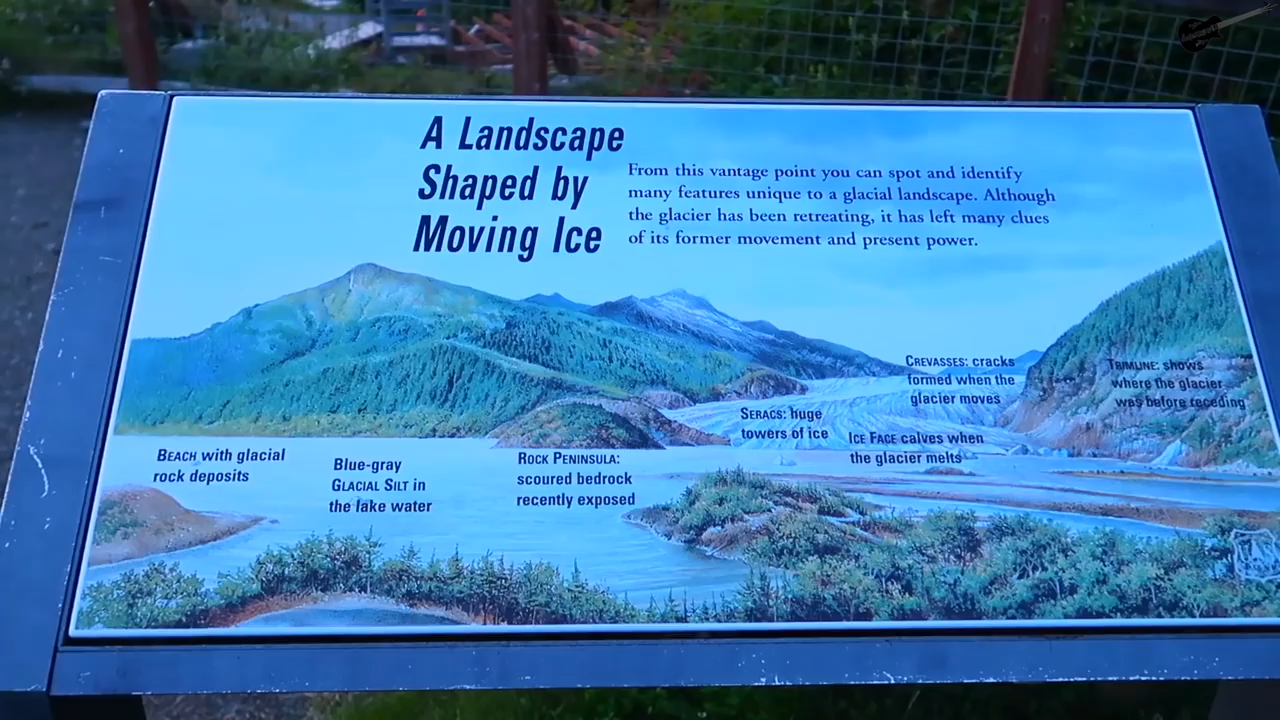 A Landscape
Shaped by
Moving Ice
From this vantage point you can spot and identify
many features unique to a glacial landscape. Although
the glacier has been retreating, it has left many clues
of its former movement and present power.
CREVASSES: cracks
formed when the
glacier moves
TRIMLINE: shows
where the glacier
was before receding
SERACS: huge
towers of ice
ICE FACE calves when
the glacier melts
BEACH with glacial
rock deposits
Blue-gray
GLACIAL SILT in
the lake water
ROCK PENINSULA:
scoured bedrock
recently exposed